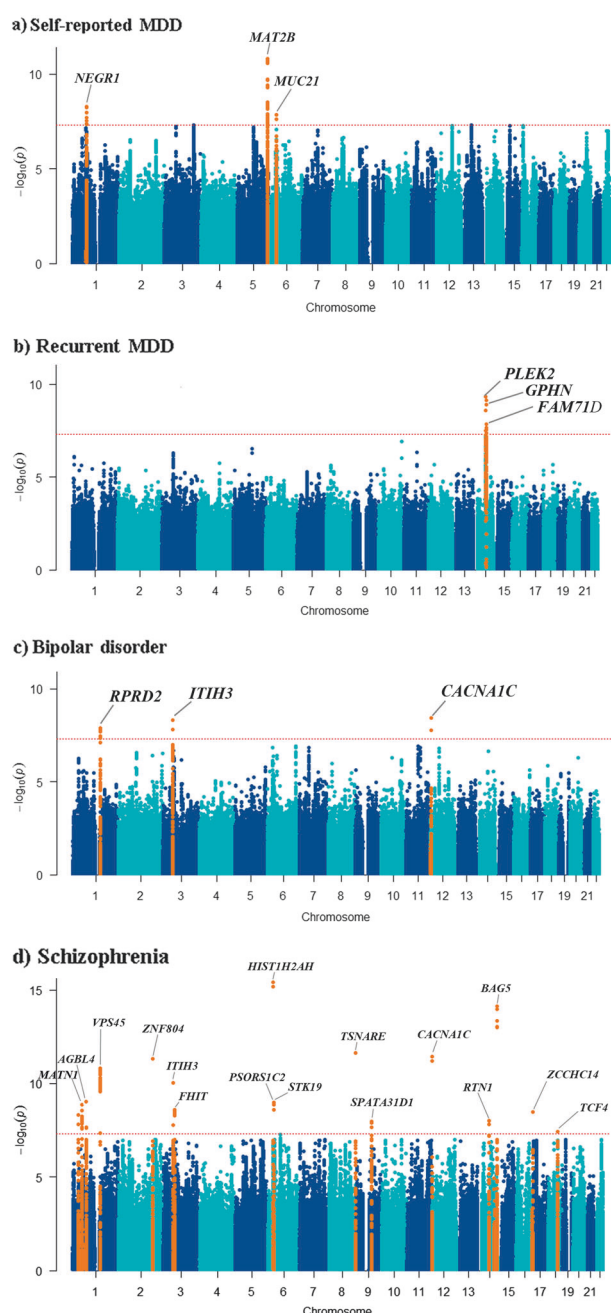 a) Self-reported MDD
MAT2B
NEGR1
MUC21
10
5
0
−log10(p)
1 2 3 4 5 6 7 8 9 10 11 12 13 15 17 19 21
Chromosome
b) Recurrent MDD
PLEK2
GPHN
FAM71D
10
5
0
−log10(p)
1 2 3 4 5 6 7 8 9 10 11 12 13 15 17 19 21
Chromosome
c) Bipolar disorder
RPRD2
ITIH3
CACNA1C
10
5
0
−log10(p)
1 2 3 4 5 6 7 8 9 10 11 12 13 15 17 19 21
Chromosome
d) Schizophrenia
HIST1H2AH
BAG5
VPS45
ZNF804
TSNARE
CACNA1C
AGBL4
ITIH3
MATN1
FHIT
PSORS1C2
STK19
SPATA31D1
RTN1
ZCCHC14
TCF4
15
10
5
0
−log10(p)
1 2 3 4 5 6 7 8 9 10 11 12 13 15 17 19 21
Chromosome